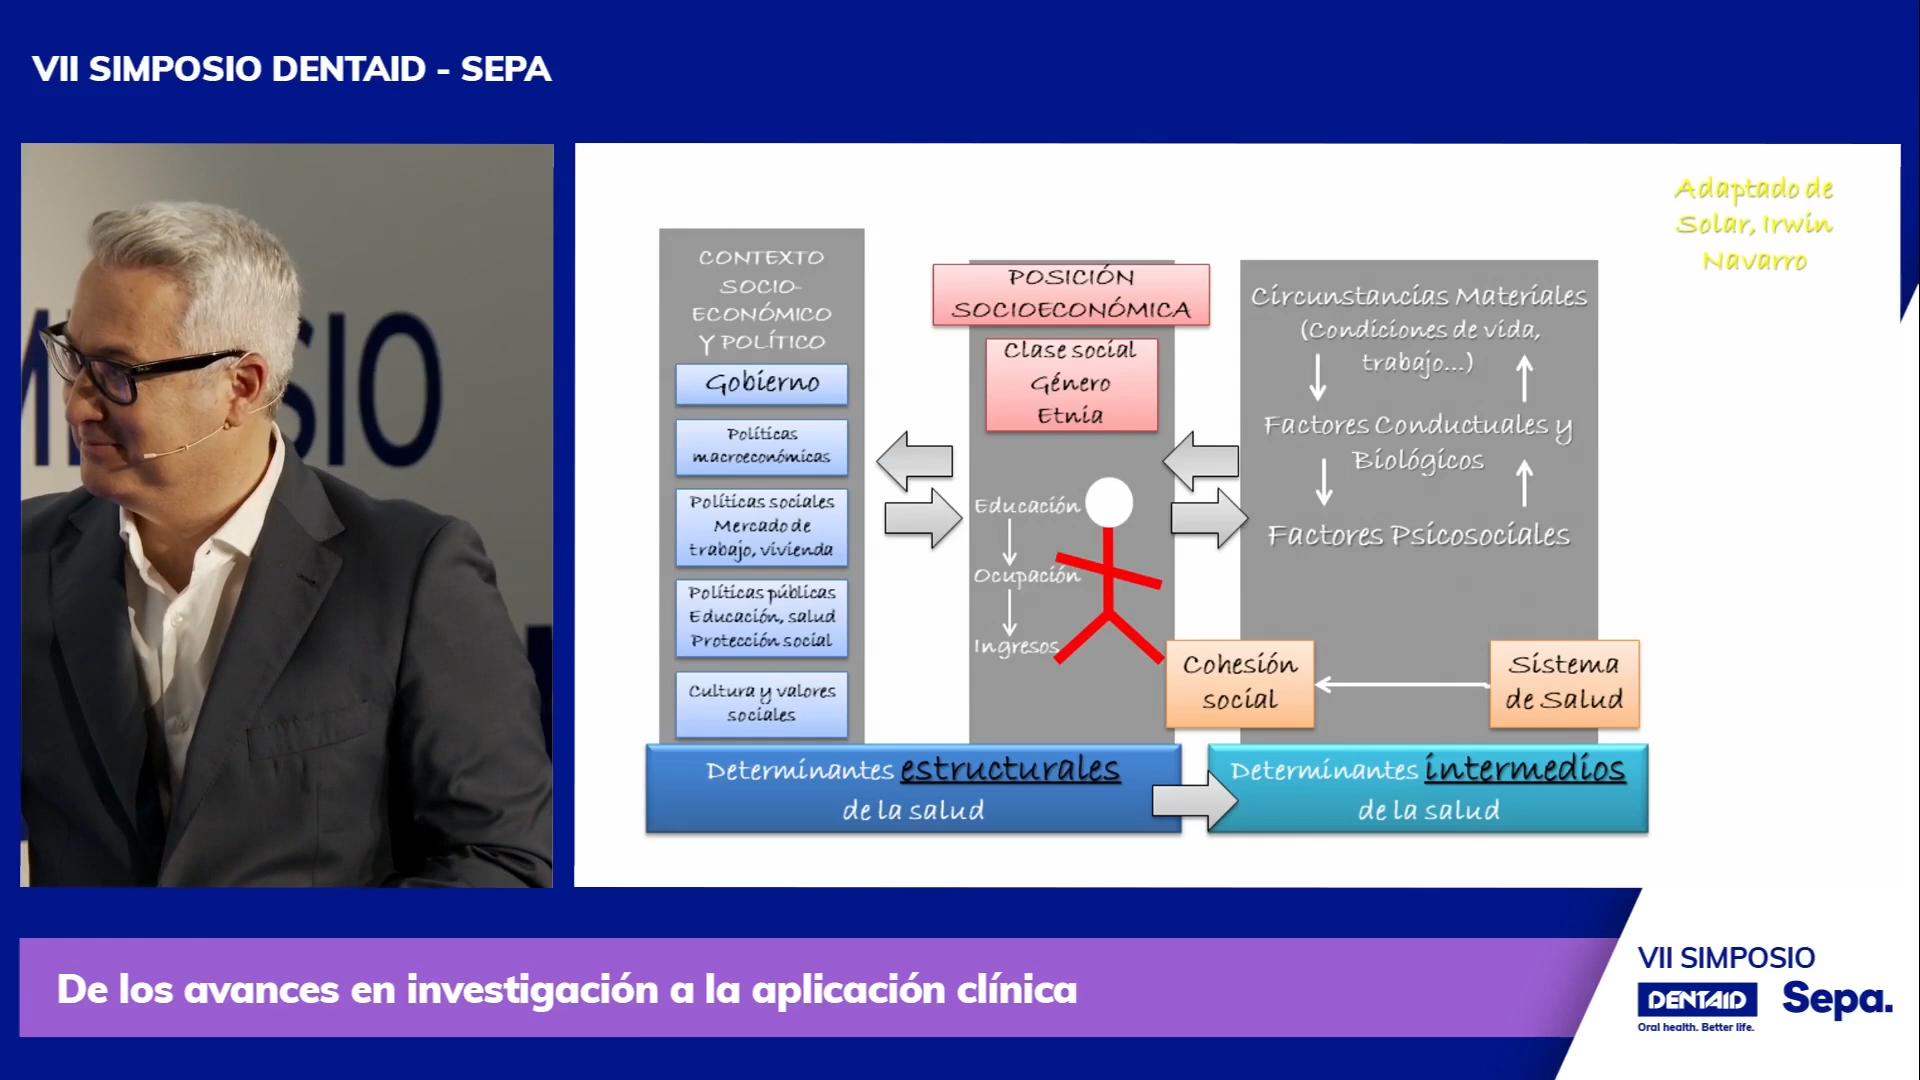 VII SIMPOSIO DENTAID - SEPA
SIO
Adaptado de
Solar, Irwin
Navarro
CONTEXTO
SOCIO-
ECONÓMICO
Y POLÍTICO
Gobierno
Políticas
macroeconómicas
Políticas sociales
Mercado de
trabajo, vivienda
Políticas públicas
Educación, salud
Protección social
Cultura y valores
sociales
POSICIÓN
SOCIOECONÓMICA
Clase social
Género
Etnia
Educación
Ocupación
Ingresos
Circunstancias Materiales
(Condiciones de vida,
trabajo...)
Factores Conductuales y
Biológicos
Factores Psicosociales
Cohesión
social
Sistema
de Salud
Determinantes estructurales
de la salud
Determinantes intermedios
de la salud
De los avances en investigación a la aplicación clínica
VII SIMPOSIO
DENTAID Sepa.
Oral health. Better life.